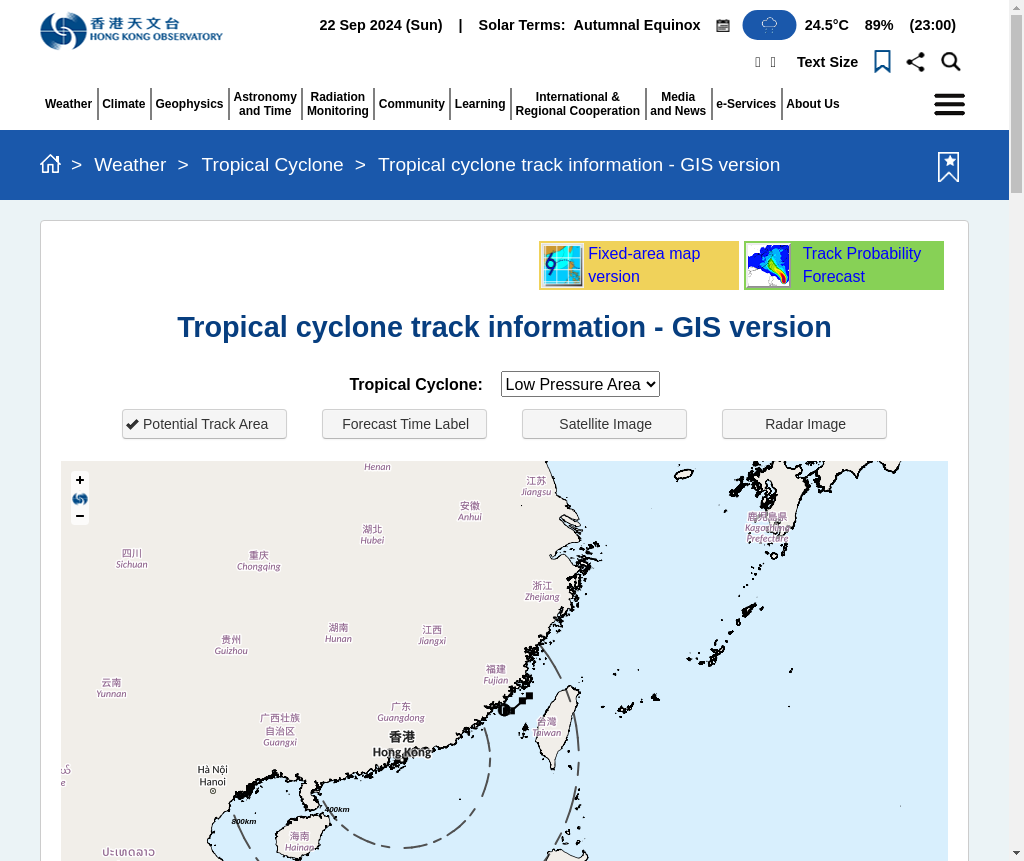 香港天文台
HONG KONG OBSERVATORY
22 Sep 2024 (Sun) | Solar Terms: Autumnal Equinox 24.5°C 89% (23:00)
Text Size
Weather
Climate
Geophysics
Astronomy
and Time
Radiation
Monitoring
Community
Learning
International &
Regional Cooperation
Media
and News
e-Services
About Us
> Weather > Tropical Cyclone > Tropical cyclone track information - GIS version
Fixed-area map
version
Track Probability
Forecast
Tropical cyclone track information - GIS version
Tropical Cyclone: Low Pressure Area
Potential Track Area
Forecast Time Label
Satellite Image
Radar Image
+
−
Henan
江苏
Jiangsu
安徽
Anhui
鹿児島県
Kagoshima
Prefecture
湖北
Hubei
四川
Sichuan
重庆
Chongqing
浙江
Zhejiang
湖南
Hunan
江西
Jiangxi
贵州
Guizhou
福建
Fujian
云南
Yunnan
广东
Guangdong
广西壮族
自治区
Guangxi
台灣
Taiwan
香港
Hong Kong
Hà Nội
Hanoi
400km
800km
海南
Hainan
ປະເທດລາວ